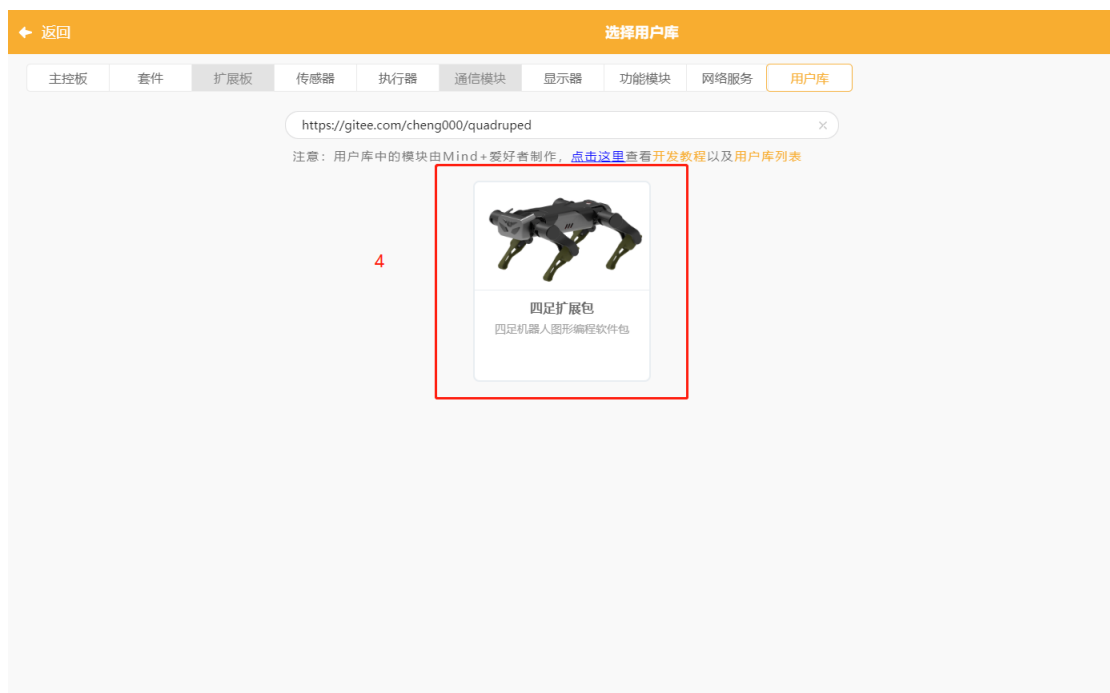 返回
选择用户库
主控板 套件 扩展板 传感器 执行器 通信模块 显示器 功能模块 网络服务 用户库
https://gitee.com/cheng000/quadruped
注意：用户库中的模块由Mind+爱好者制作，点击这里查看开发教程以及用户库列表
4
四足扩展包
四足机器人图形编程软件包